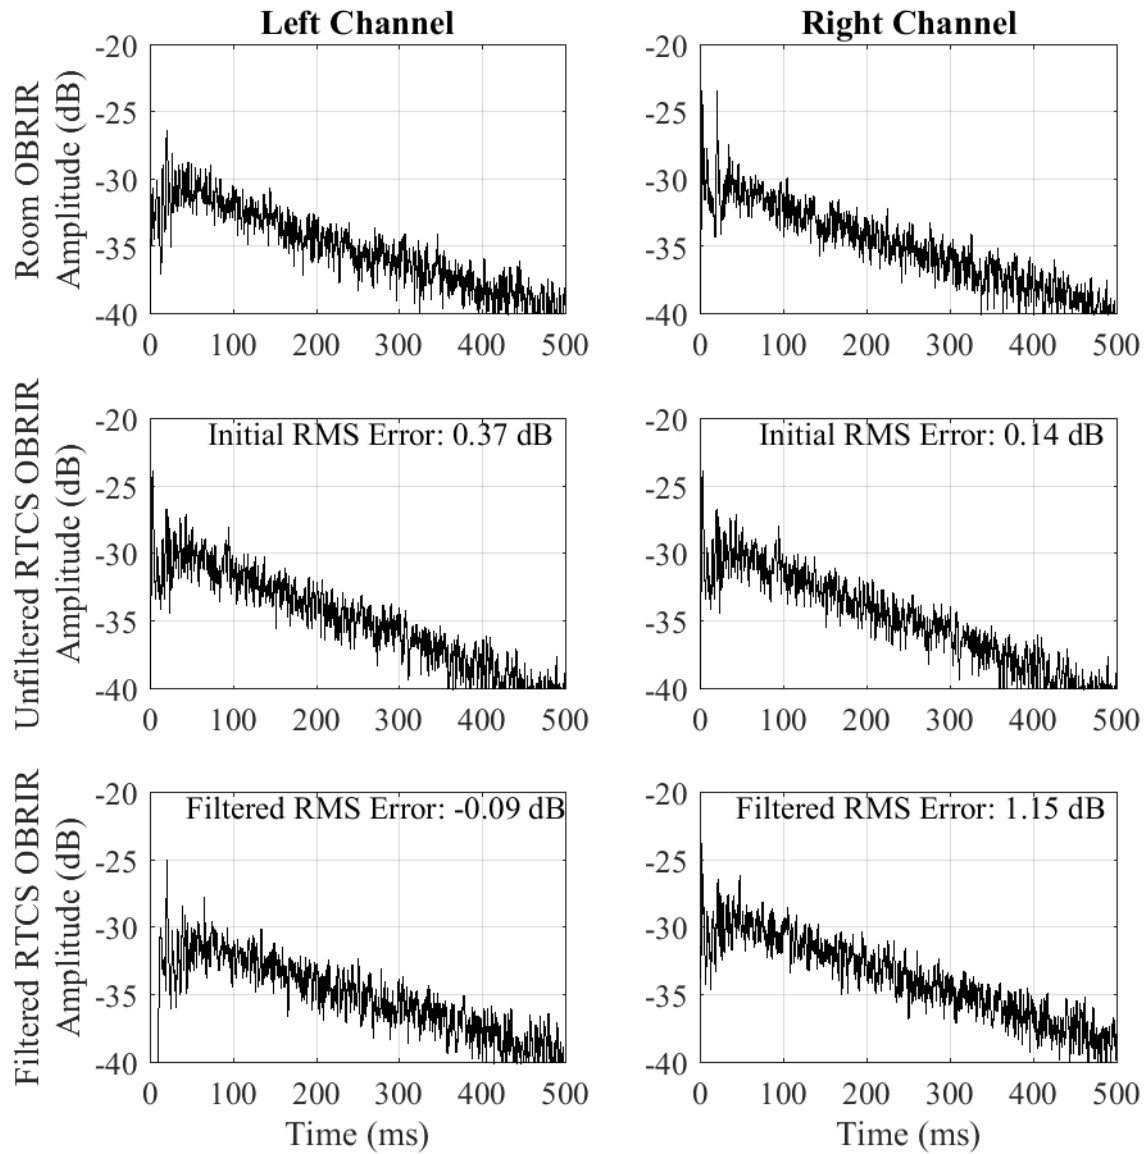 Left Channel
Right Channel
Room OBRIR
Amplitude (dB)
-20
-25
-30
-35
-40
0 100 200 300 400 500
-20
-25
-30
-35
-40
0 100 200 300 400 500
Unfiltered RTCS OBRIR
Amplitude (dB)
Initial RMS Error: 0.37 dB
-20
-25
-30
-35
-40
0 100 200 300 400 500
Initial RMS Error: 0.14 dB
-20
-25
-30
-35
-40
0 100 200 300 400 500
Filtered RTCS OBRIR
Amplitude (dB)
Filtered RMS Error: -0.09 dB
-20
-25
-30
-35
-40
0 100 200 300 400 500
Time (ms)
Filtered RMS Error: 1.15 dB
-20
-25
-30
-35
-40
0 100 200 300 400 500
Time (ms)